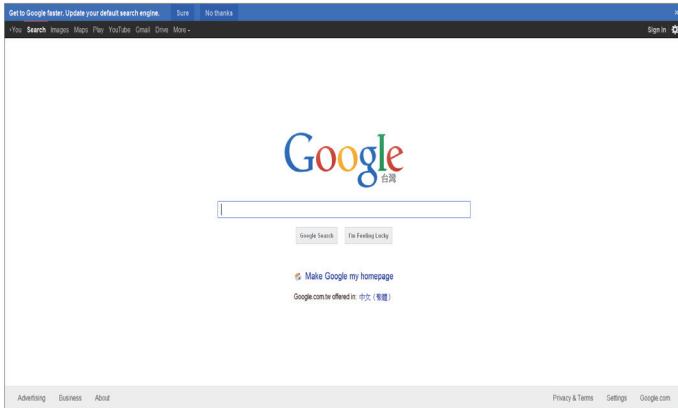 Get to Google faster. Update your default search engine. Sure No thanks ×
+You Search Images Maps Play YouTube Gmail Drive More Sign in
Google
台灣
Google Search I'm Feeling Lucky
Make Google my homepage
Google.com.tw offered in: 中文（繁體）
Advertising Business About Privacy & Terms Settings Google.com